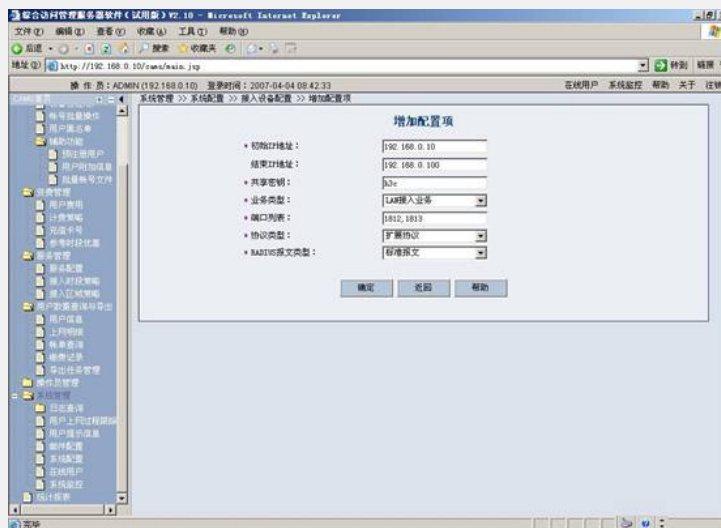 综合访问管理服务器软件(试用版)V2.10 - Microsoft Internet Explorer
文件(F) 编辑(E) 查看(V) 收藏(A) 工具(T) 帮助(H)
后退 搜索 收藏夹
地址(D) http://192.168.0.10/cams/main.jsp 转到 链接
操 作 员：ADMIN (192.168.0.10) 登录时间：2007-04-04 08:42:33 在线用户 系统监控 帮助 关于 注销
系统管理 >> 系统配置 >> 接入设备配置 >> 增加配置项
帐号批量操作
用户黑名单
辅助功能
预注册用户
用户附加信息
批量帐号文件
资费管理
用户费用
计费策略
充值卡号
参考时段优惠
服务管理
服务配置
接入时段策略
接入区域策略
用户数据查询与导出
用户信息
上网明细
帐单查询
缴费记录
导出任务管理
操作员管理
系统管理
日志查询
用户上网过程跟踪
用户提示信息
邮件配置
系统配置
在线用户
系统监控
统计报表
增加配置项
* 初始IP地址： 192.168.0.10
结束IP地址： 192.168.0.100
* 共享密钥： h3c
* 业务类型： LAN接入业务
* 端口列表： 1812,1813
* 协议类型： 扩展协议
* RADIUS报文类型： 标准报文
确定 返回 帮助
完毕